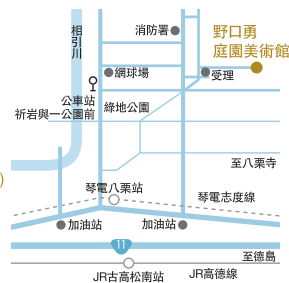 消防署
野口勇
庭園美術館
相引川
網球場
受理
公車站
祈岩與一公園前
綠地公園
至八栗寺
琴電八栗站
琴電志度線
加油站
加油站
11
至德島
JR古高松南站
JR高德線